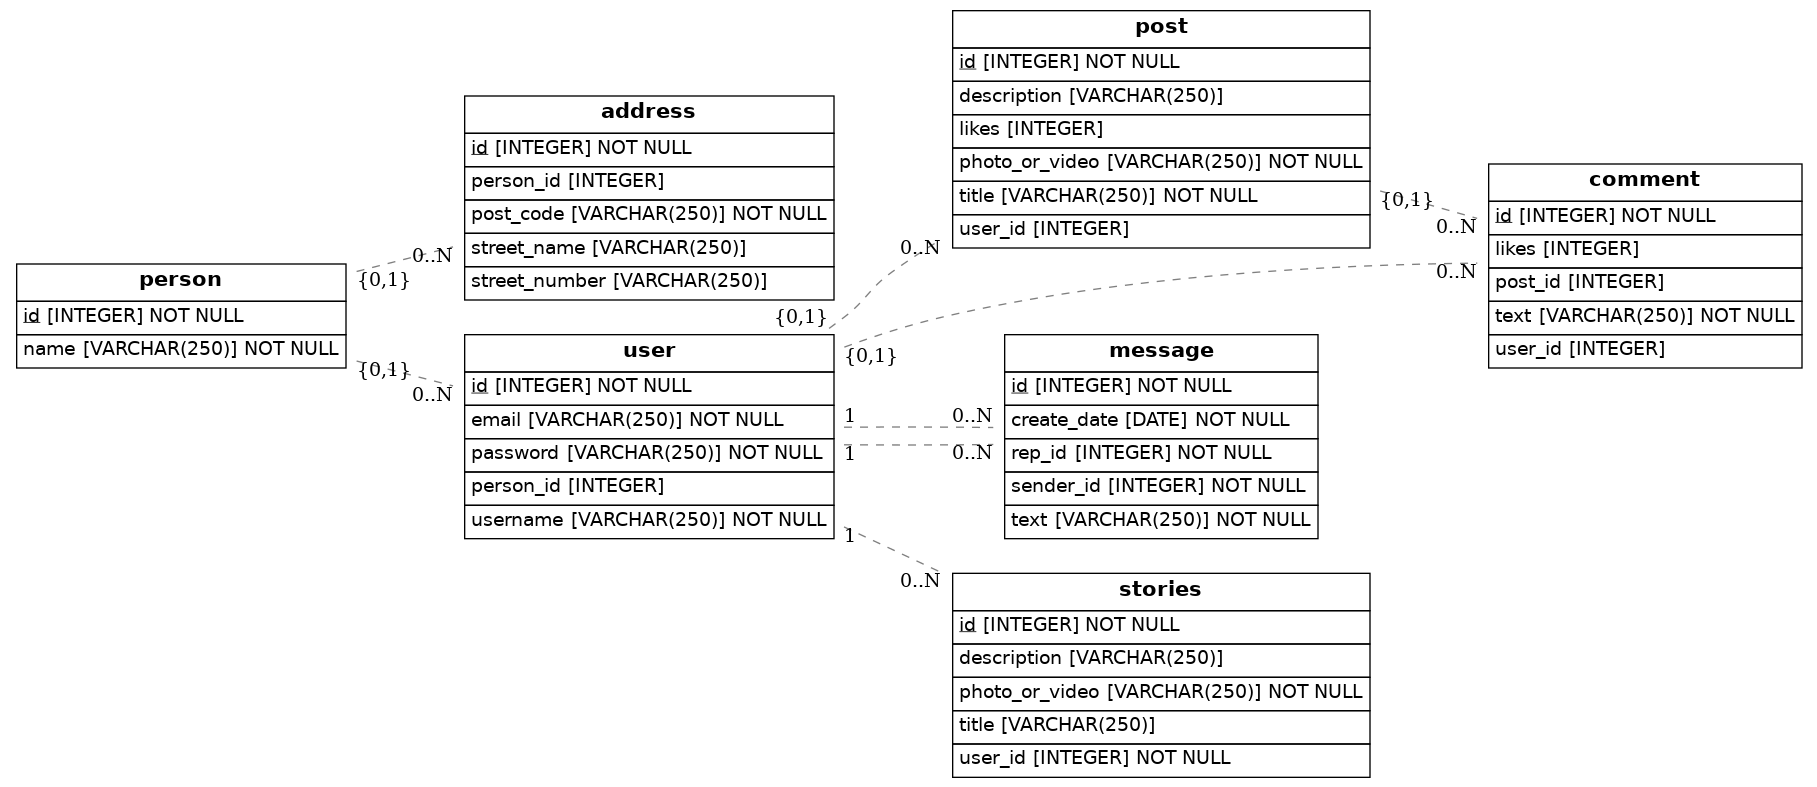 person
id [INTEGER] NOT NULL
name [VARCHAR(250)] NOT NULL
{0,1}
0..N
{0,1}
0..N
address
id [INTEGER] NOT NULL
person_id [INTEGER]
post_code [VARCHAR(250)] NOT NULL
street_name [VARCHAR(250)]
street_number [VARCHAR(250)]
user
id [INTEGER] NOT NULL
email [VARCHAR(250)] NOT NULL
password [VARCHAR(250)] NOT NULL
person_id [INTEGER]
username [VARCHAR(250)] NOT NULL
{0,1}
0..N
{0,1}
0..N
1
0..N
1
0..N
1
0..N
post
id [INTEGER] NOT NULL
description [VARCHAR(250)]
likes [INTEGER]
photo_or_video [VARCHAR(250)] NOT NULL
title [VARCHAR(250)] NOT NULL
user_id [INTEGER]
{0,1}
0..N
message
id [INTEGER] NOT NULL
create_date [DATE] NOT NULL
rep_id [INTEGER] NOT NULL
sender_id [INTEGER] NOT NULL
text [VARCHAR(250)] NOT NULL
stories
id [INTEGER] NOT NULL
description [VARCHAR(250)]
photo_or_video [VARCHAR(250)] NOT NULL
title [VARCHAR(250)]
user_id [INTEGER] NOT NULL
comment
id [INTEGER] NOT NULL
likes [INTEGER]
post_id [INTEGER]
text [VARCHAR(250)] NOT NULL
user_id [INTEGER]